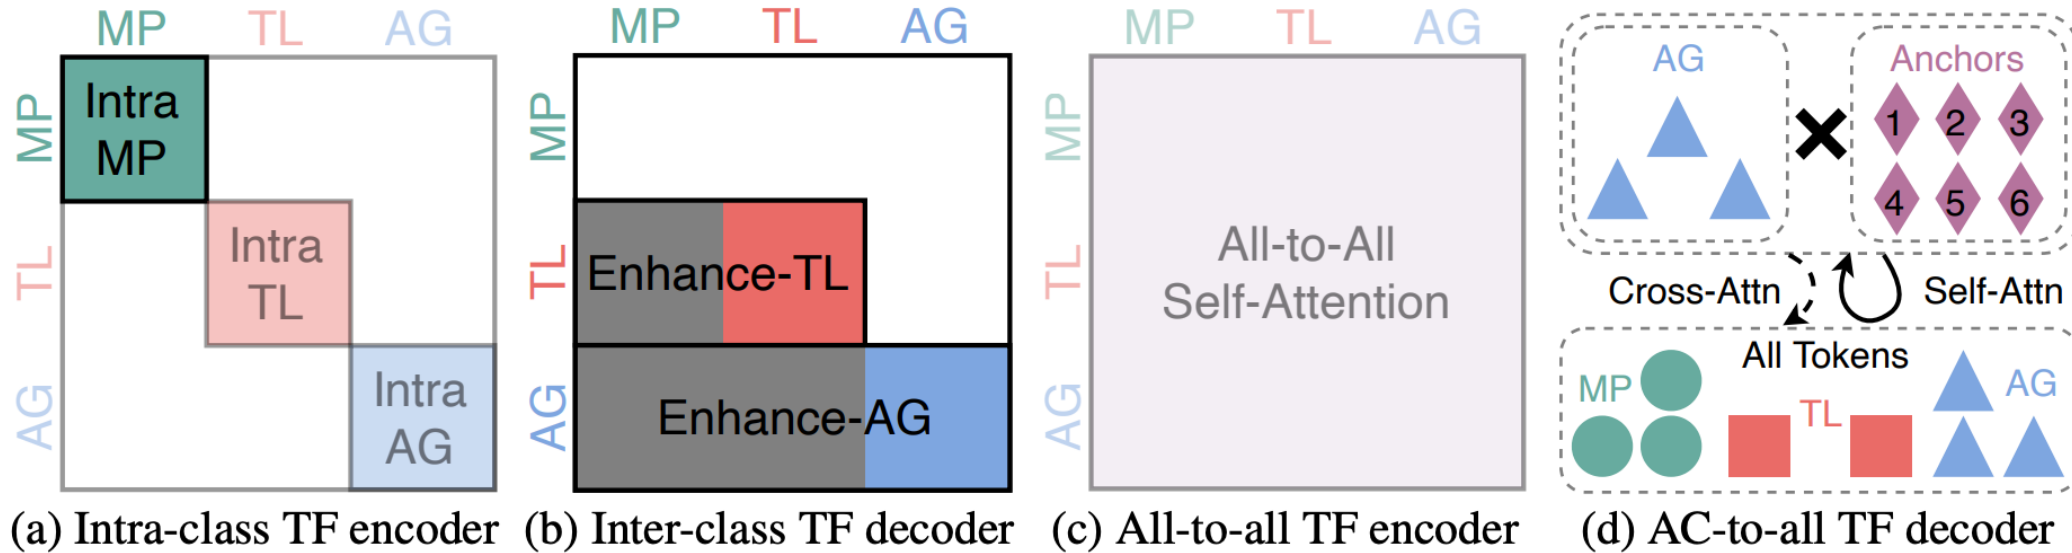 MP TL AG
MP
TL
AG
Intra
MP
Intra
TL
Intra
AG
(a) Intra-class TF encoder
MP TL AG
MP
TL
AG
Enhance-TL
Enhance-AG
(b) Inter-class TF decoder
MP TL AG
MP
TL
AG
All-to-All
Self-Attention
(c) All-to-all TF encoder
AG
Anchors
1 2 3
4 5 6
Cross-Attn
Self-Attn
All Tokens
MP
TL
AG
(d) AC-to-all TF decoder